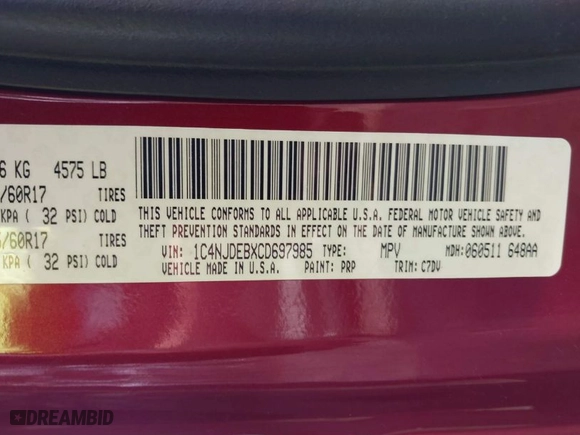 6 KG 4575 LB
/60R17 TIRES
KPA ( 32 PSI) COLD
/60R17 TIRES
KPA ( 32 PSI) COLD
THIS VEHICLE CONFORMS TO ALL APPLICABLE U.S.A. FEDERAL MOTOR VEHICLE SAFETY AND
THEFT PREVENTION STANDARDS IN EFFECT ON THE DATE OF MANUFACTURE SHOWN ABOVE.
VIN: 1C4NJDEBXCD697985 TYPE: MPV MDH: 060511 648AA
VEHICLE MADE IN U.S.A. PAINT: PRP TRIM: C7DV
DREAMBID